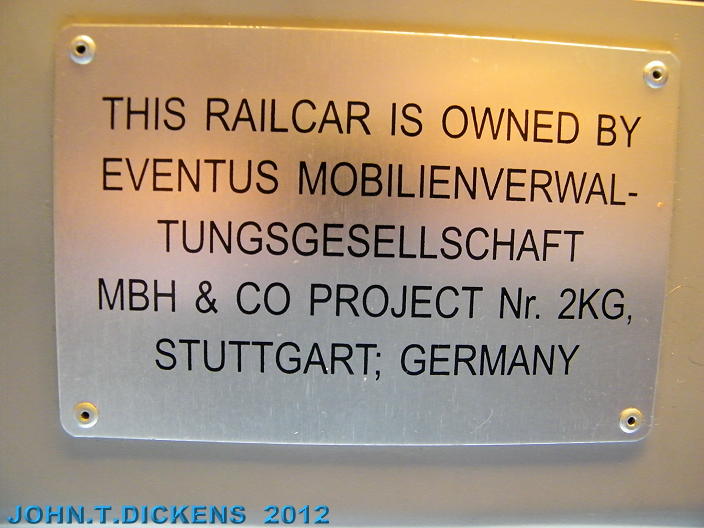 THIS RAILCAR IS OWNED BY
EVENTUS MOBILIENVERWAL-
TUNGSGESELLSCHAFT
MBH & CO PROJECT Nr. 2KG,
STUTTGART; GERMANY
JOHN.T.DICKENS 2012